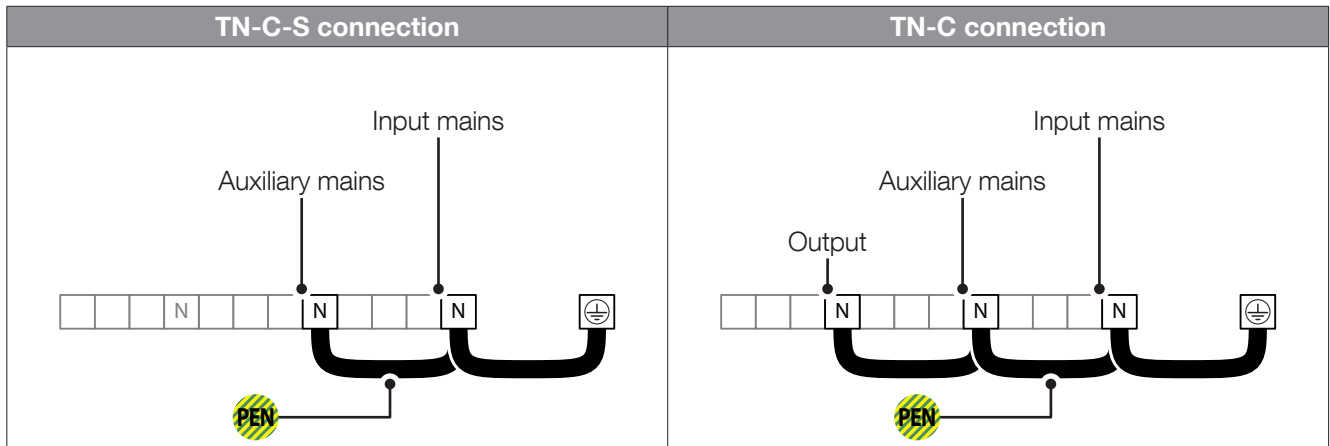 TN-C-S connection
TN-C connection
Input mains
Auxiliary mains
N
N
N
PEN
Input mains
Auxiliary mains
Output
N
N
N
PEN